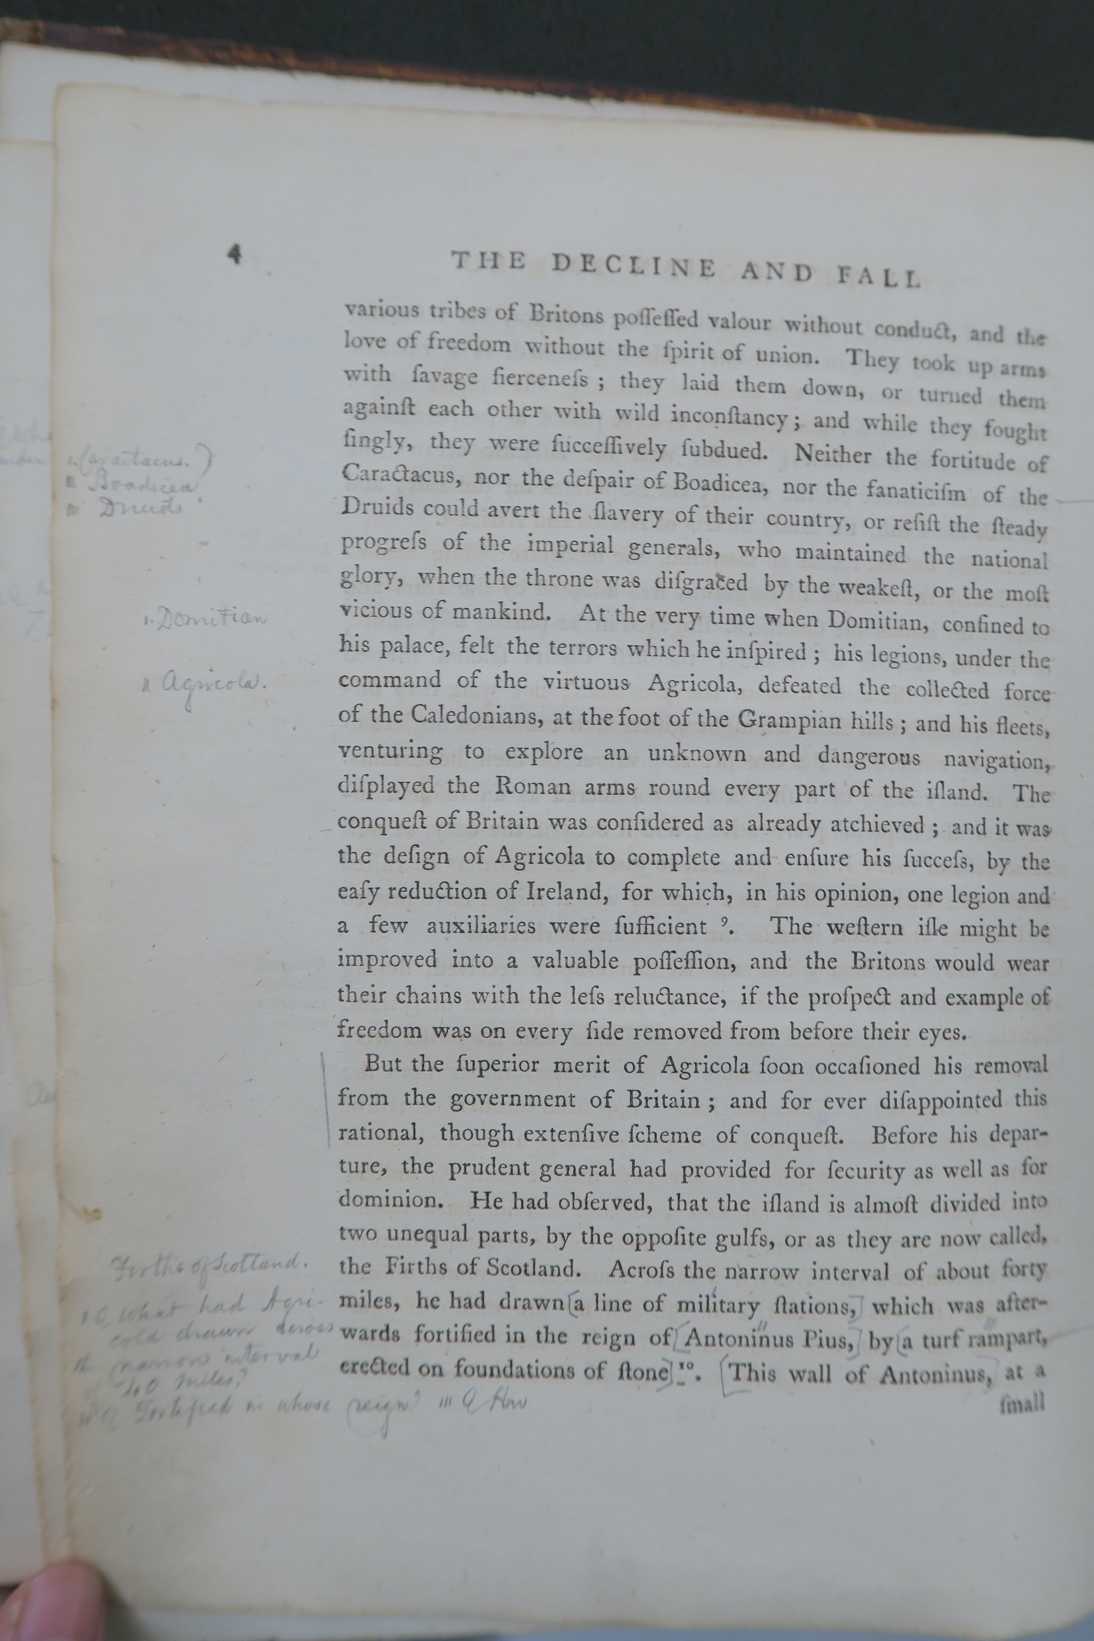 4
THE DECLINE AND FALL
various tribes of Britons poſſeſſed valour without conduct, and the
love of freedom without the ſpirit of union. They took up arms
with ſavage fierceneſs ; they laid them down, or turned them
againſt each other with wild inconſtancy ; and while they fought
ſingly, they were ſucceſſively ſubdued. Neither the fortitude of
Caractacus, nor the deſpair of Boadicea, nor the fanaticiſm of the
Druids could avert the ſlavery of their country, or reſiſt the ſteady
progreſs of the imperial generals, who maintained the national
glory, when the throne was diſgraced by the weakeſt, or the moſt
vicious of mankind. At the very time when Domitian, confined to
his palace, felt the terrors which he inſpired ; his legions, under the
command of the virtuous Agricola, defeated the collected force
of the Caledonians, at the foot of the Grampian hills ; and his fleets,
venturing to explore an unknown and dangerous navigation,
diſplayed the Roman arms round every part of the iſland. The
conqueſt of Britain was conſidered as already atchieved ; and it was
the deſign of Agricola to complete and enſure his ſucceſs, by the
eaſy reduction of Ireland, for which, in his opinion, one legion and
a few auxiliaries were ſufficient 9. The weſtern iſle might be
improved into a valuable poſſeſſion, and the Britons would wear
their chains with the leſs reluctance, if the proſpect and example of
freedom was on every ſide removed from before their eyes.
But the ſuperior merit of Agricola ſoon occaſioned his removal
from the government of Britain ; and for ever diſappointed this
rational, though extenſive ſcheme of conqueſt. Before his depar-
ture, the prudent general had provided for ſecurity as well as for
dominion. He had obſerved, that the iſland is almoſt divided into
two unequal parts, by the oppoſite gulfs, or as they are now called,
the Firths of Scotland. Acroſs the narrow interval of about forty
miles, he had drawn a line of military ſtations, which was after-
wards fortified in the reign of Antoninus Pius, by a turf rampart,
erected on foundations of ſtone 10. This wall of Antoninus, at a
ſmall
(Caractacus.)
Boadicea
Druids
Domitian
Agricola.
Firths of Scotland.
Q What had Agri-
cola drawn across
narrow interval
40 miles?
Q Fortified in whose reign? Q How